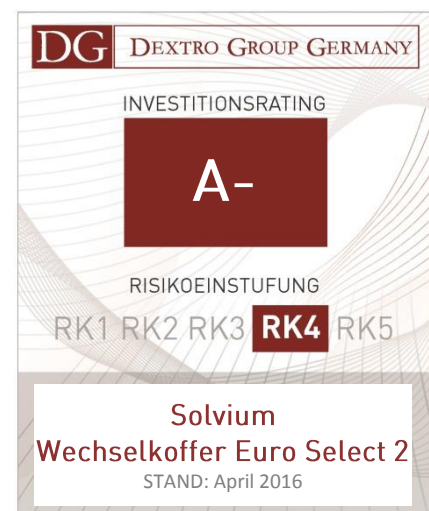 DG DEXTRO GROUP GERMANY
INVESTITIONSRATING
A-
RISIKOEINSTUFUNG
RK1 RK2 RK3 RK4 RK5
Solvium
Wechselkoffer Euro Select 2
STAND: April 2016